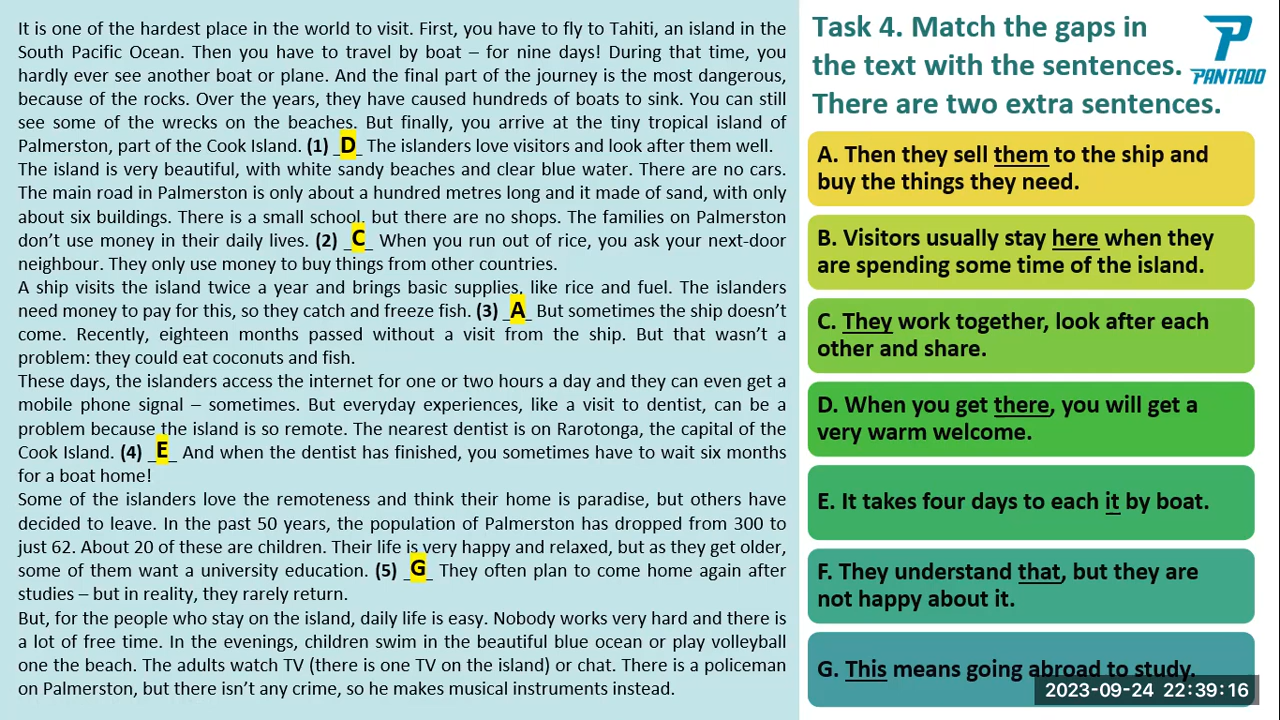 It is one of the hardest place in the world to visit. First, you have to fly to Tahiti, an island in the
South Pacific Ocean. Then you have to travel by boat – for nine days! During that time, you
hardly ever see another boat or plane. And the final part of the journey is the most dangerous,
because of the rocks. Over the years, they have caused hundreds of boats to sink. You can still
see some of the wrecks on the beaches. But finally, you arrive at the tiny tropical island of
Palmerston, part of the Cook Island. (1) _D_ The islanders love visitors and look after them well.
The island is very beautiful, with white sandy beaches and clear blue water. There are no cars.
The main road in Palmerston is only about a hundred metres long and it made of sand, with only
about six buildings. There is a small school, but there are no shops. The families on Palmerston
don't use money in their daily lives. (2) _C_ When you run out of rice, you ask your next-door
neighbour. They only use money to buy things from other countries.
A ship visits the island twice a year and brings basic supplies, like rice and fuel. The islanders
need money to pay for this, so they catch and freeze fish. (3) _A_ But sometimes the ship doesn't
come. Recently, eighteen months passed without a visit from the ship. But that wasn't a
problem: they could eat coconuts and fish.
These days, the islanders access the internet for one or two hours a day and they can even get a
mobile phone signal – sometimes. But everyday experiences, like a visit to dentist, can be a
problem because the island is so remote. The nearest dentist is on Rarotonga, the capital of the
Cook Island. (4) _E_ And when the dentist has finished, you sometimes have to wait six months
for a boat home!
Some of the islanders love the remoteness and think their home is paradise, but others have
decided to leave. In the past 50 years, the population of Palmerston has dropped from 300 to
just 62. About 20 of these are children. Their life is very happy and relaxed, but as they get older,
some of them want a university education. (5) _G_ They often plan to come home again after
studies – but in reality, they rarely return.
But, for the people who stay on the island, daily life is easy. Nobody works very hard and there is
a lot of free time. In the evenings, children swim in the beautiful blue ocean or play volleyball
one the beach. The adults watch TV (there is one TV on the island) or chat. There is a policeman
on Palmerston, but there isn't any crime, so he makes musical instruments instead.
Task 4. Match the gaps in
the text with the sentences.
There are two extra sentences.
PANTADO
A. Then they sell them to the ship and
buy the things they need.
B. Visitors usually stay here when they
are spending some time of the island.
C. They work together, look after each
other and share.
D. When you get there, you will get a
very warm welcome.
E. It takes four days to each it by boat.
F. They understand that, but they are
not happy about it.
G. This means going abroad to study.
2023-09-24 22:39:16